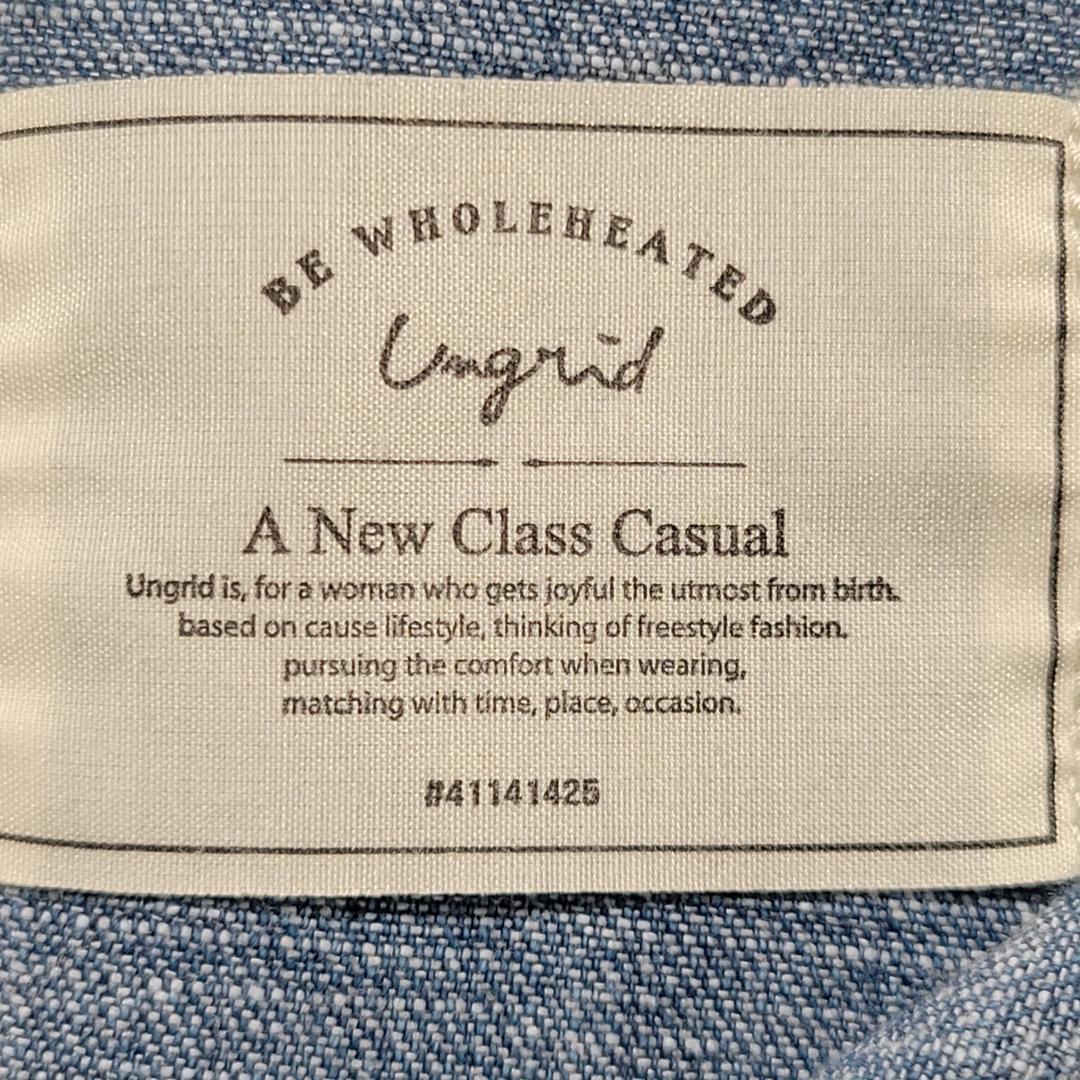 BE WHOLEHEATED
Ungrid
A New Class Casual
Ungrid is, for a woman who gets joyful the utmost from birth.
based on cause lifestyle, thinking of freestyle fashion.
pursuing the comfort when wearing,
matching with time, place, occasion.
#41141425